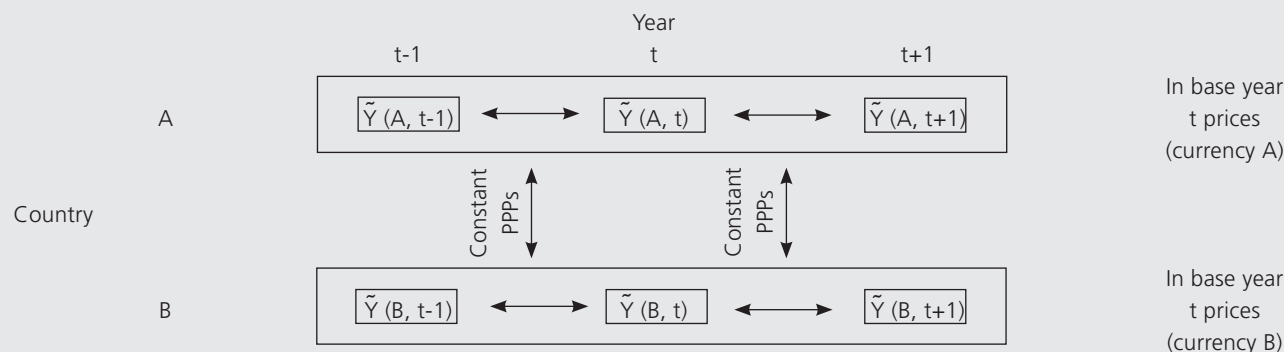 Year
t-1 t t+1
A
Ỹ (A, t-1) Ỹ (A, t) Ỹ (A, t+1)
In base year
t prices
(currency A)
Country
Constant
PPPs
Constant
PPPs
B
Ỹ (B, t-1) Ỹ (B, t) Ỹ (B, t+1)
In base year
t prices
(currency B)